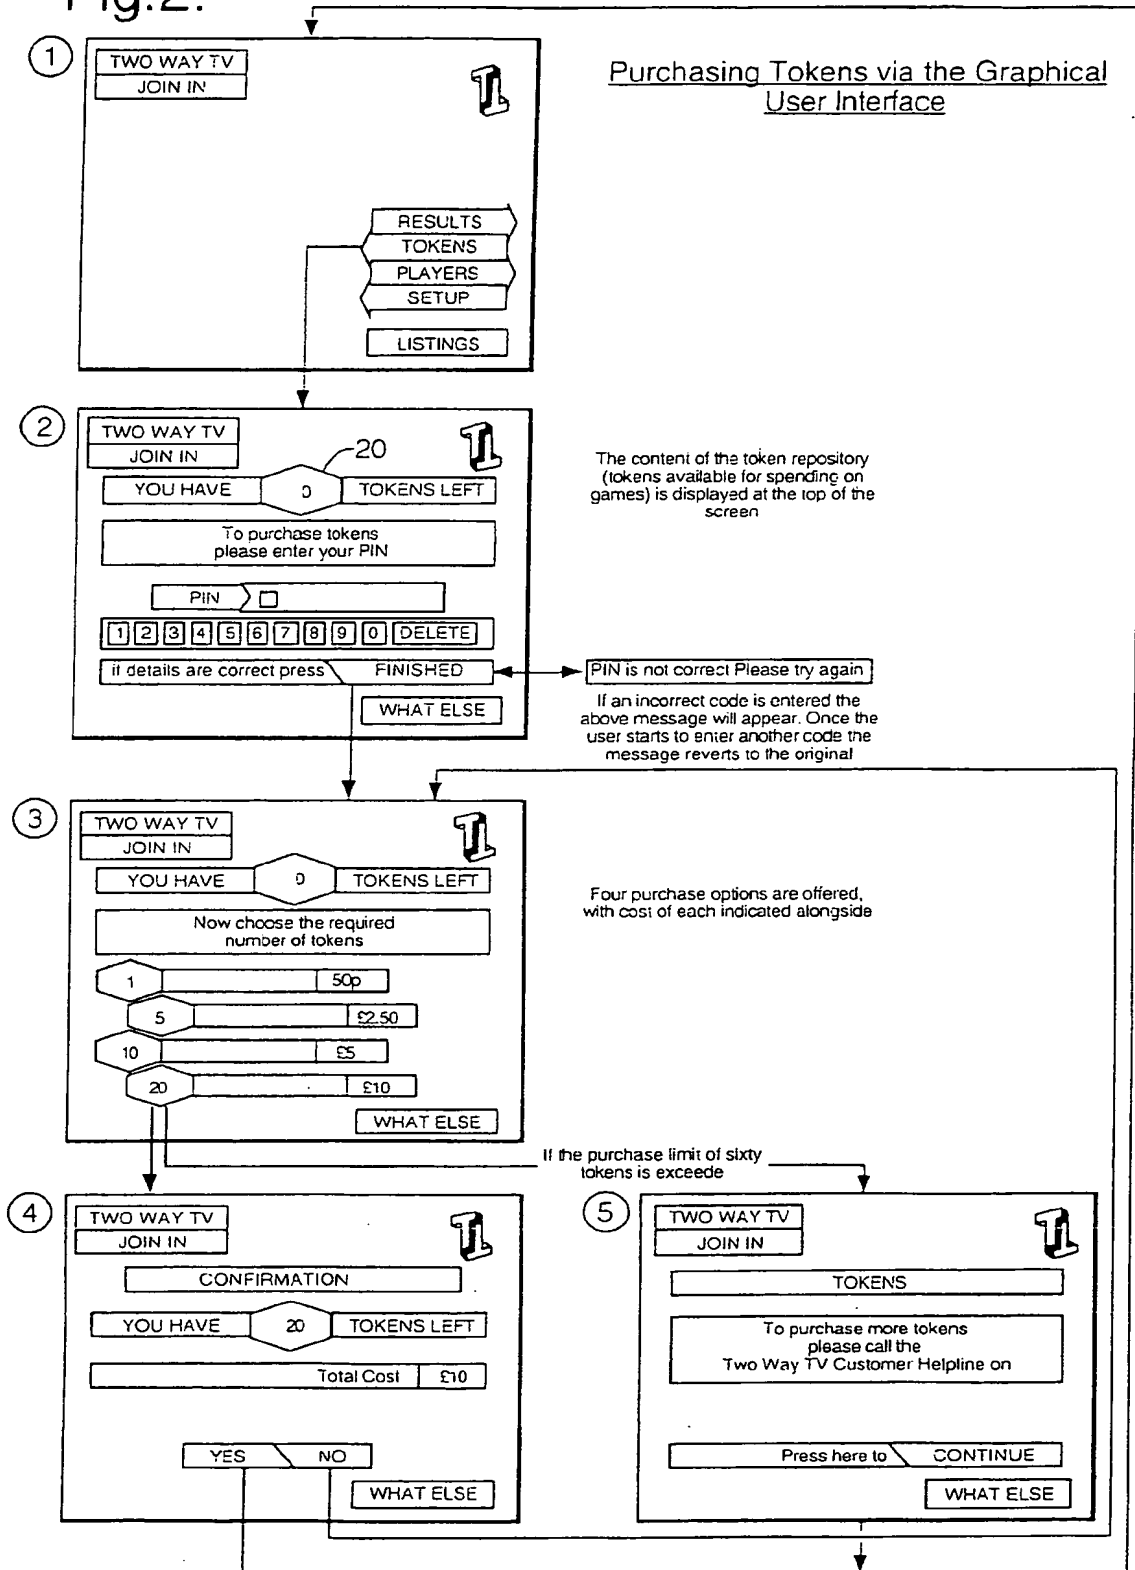 Fig.2.
Purchasing Tokens via the Graphical
User Interface
1
TWO WAY TV
JOIN IN
RESULTS
TOKENS
PLAYERS
SETUP
LISTINGS
2
TWO WAY TV
JOIN IN
20
YOU HAVE 0 TOKENS LEFT
To purchase tokens
please enter your PIN
PIN
1 2 3 4 5 6 7 8 9 0 DELETE
if details are correct press FINISHED
WHAT ELSE
The content of the token repository
(tokens available for spending on
games) is displayed at the top of the
screen
PIN is not correct Please try again
If an incorrect code is entered the
above message will appear. Once the
user starts to enter another code the
message reverts to the original
3
TWO WAY TV
JOIN IN
YOU HAVE 0 TOKENS LEFT
Now choose the required
number of tokens
1 50p
5 £2.50
10 £5
20 £10
WHAT ELSE
Four purchase options are offered,
with cost of each indicated alongside
If the purchase limit of sixty
tokens is exceede
4
TWO WAY TV
JOIN IN
CONFIRMATION
YOU HAVE 20 TOKENS LEFT
Total Cost £10
YES NO
WHAT ELSE
5
TWO WAY TV
JOIN IN
TOKENS
To purchase more tokens
please call the
Two Way TV Customer Helpline on
Press here to CONTINUE
WHAT ELSE